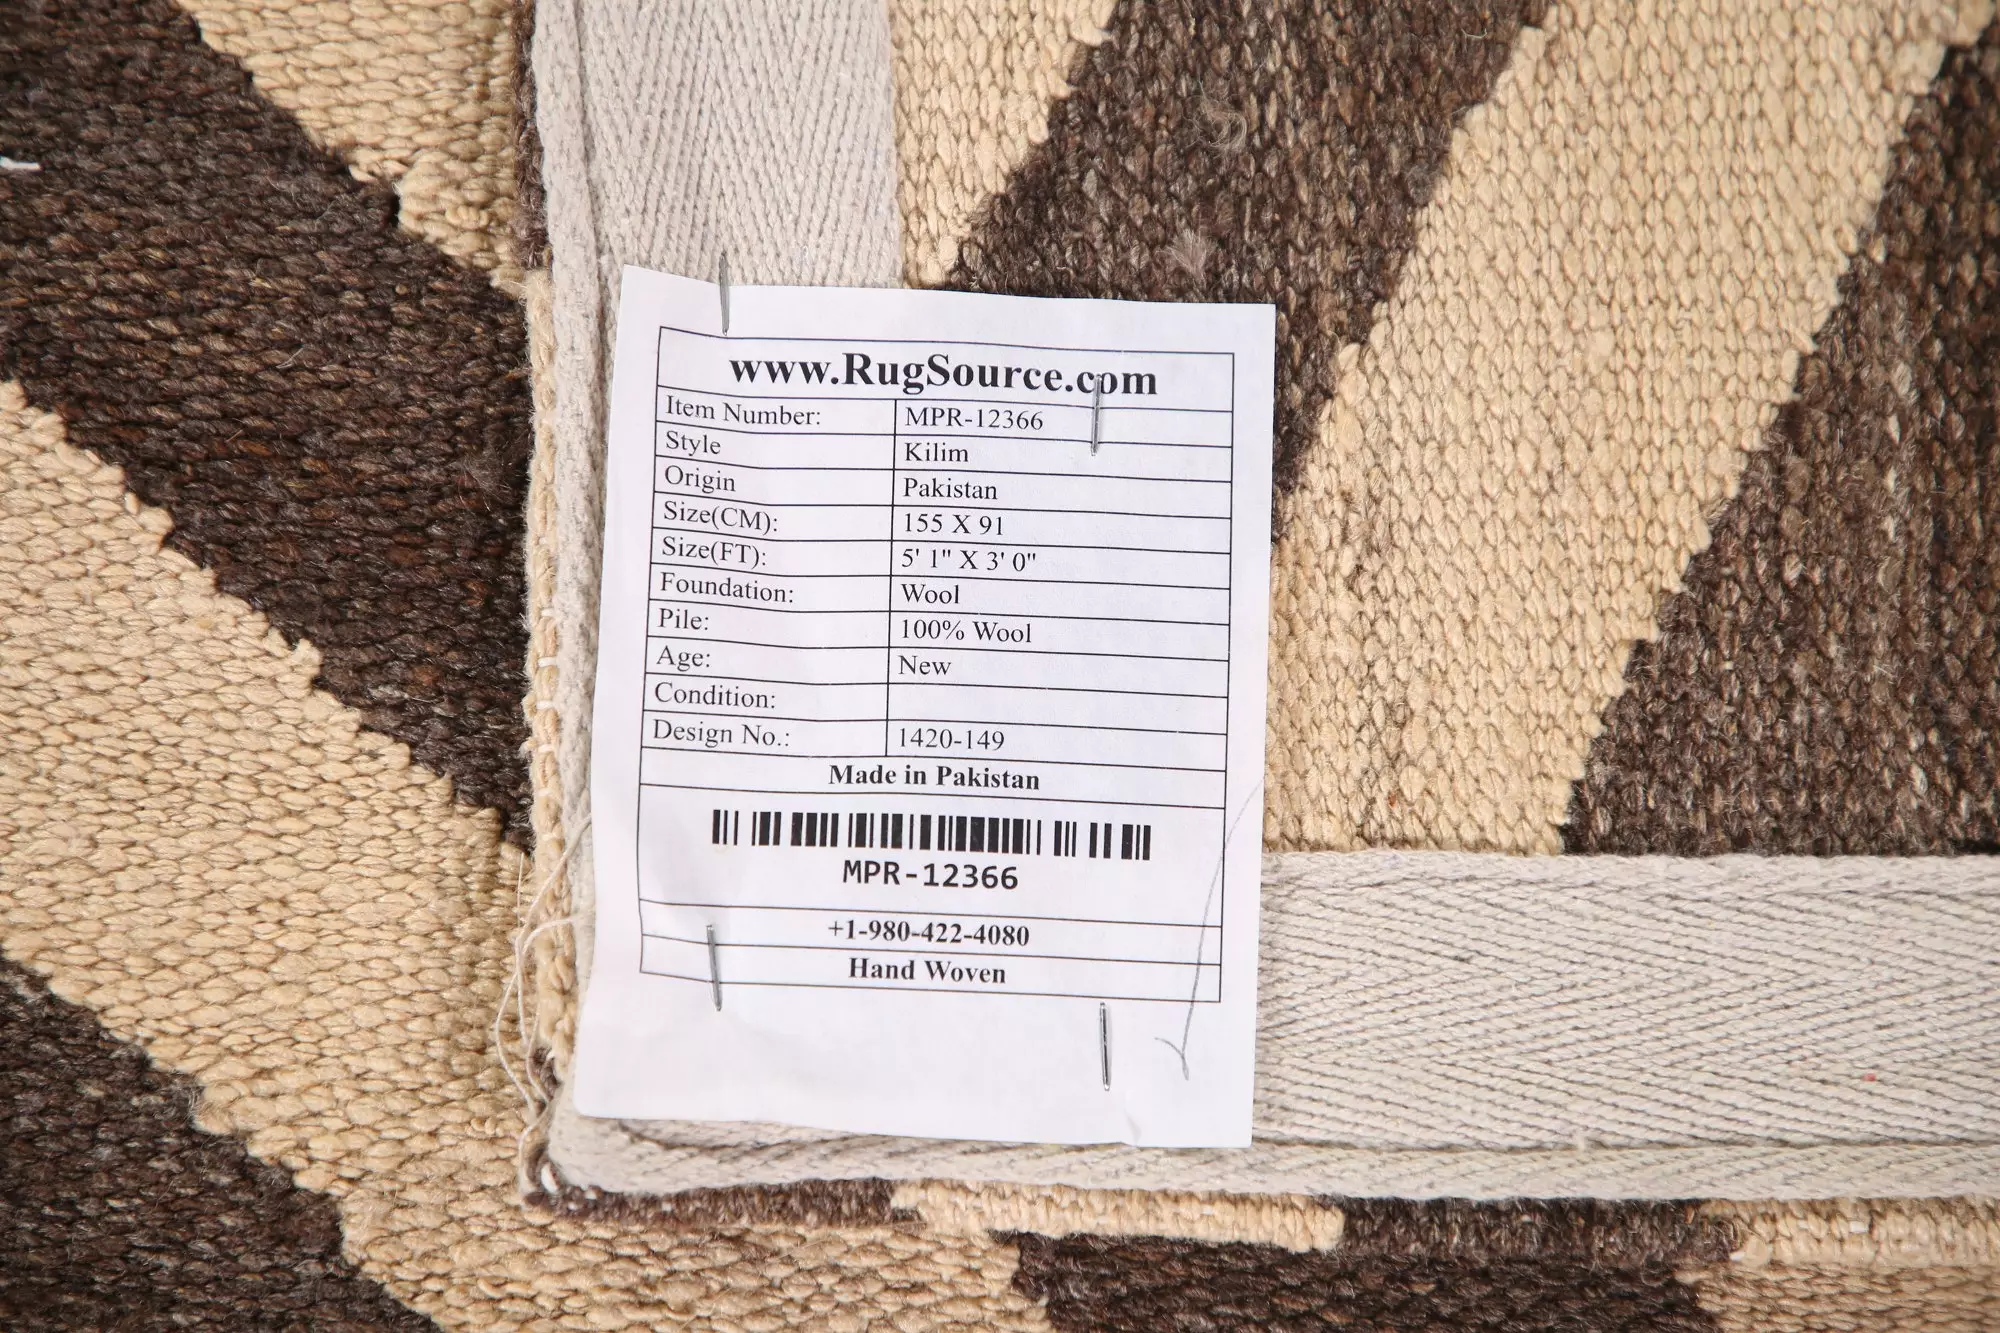 www.RugSource.com
Item Number: MPR-12366
Style Kilim
Origin Pakistan
Size(CM): 155 X 91
Size(FT): 5' 1" X 3' 0"
Foundation: Wool
Pile: 100% Wool
Age: New
Condition:
Design No.: 1420-149
Made in Pakistan
MPR-12366
+1-980-422-4080
Hand Woven